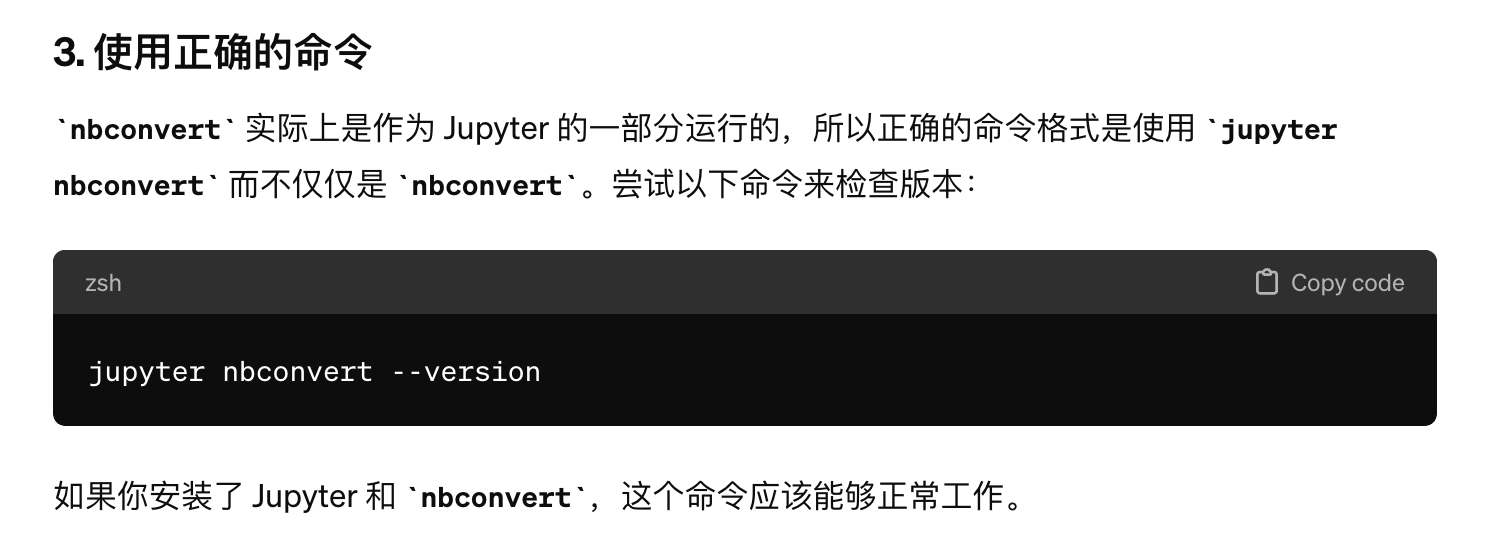 3. 使用正确的命令
`nbconvert` 实际上是作为 Jupyter 的一部分运行的，所以正确的命令格式是使用 `jupyter
nbconvert` 而不仅仅是 `nbconvert`。尝试以下命令来检查版本：
zsh
Copy code
jupyter nbconvert --version
如果你安装了 Jupyter 和 `nbconvert`，这个命令应该能够正常工作。